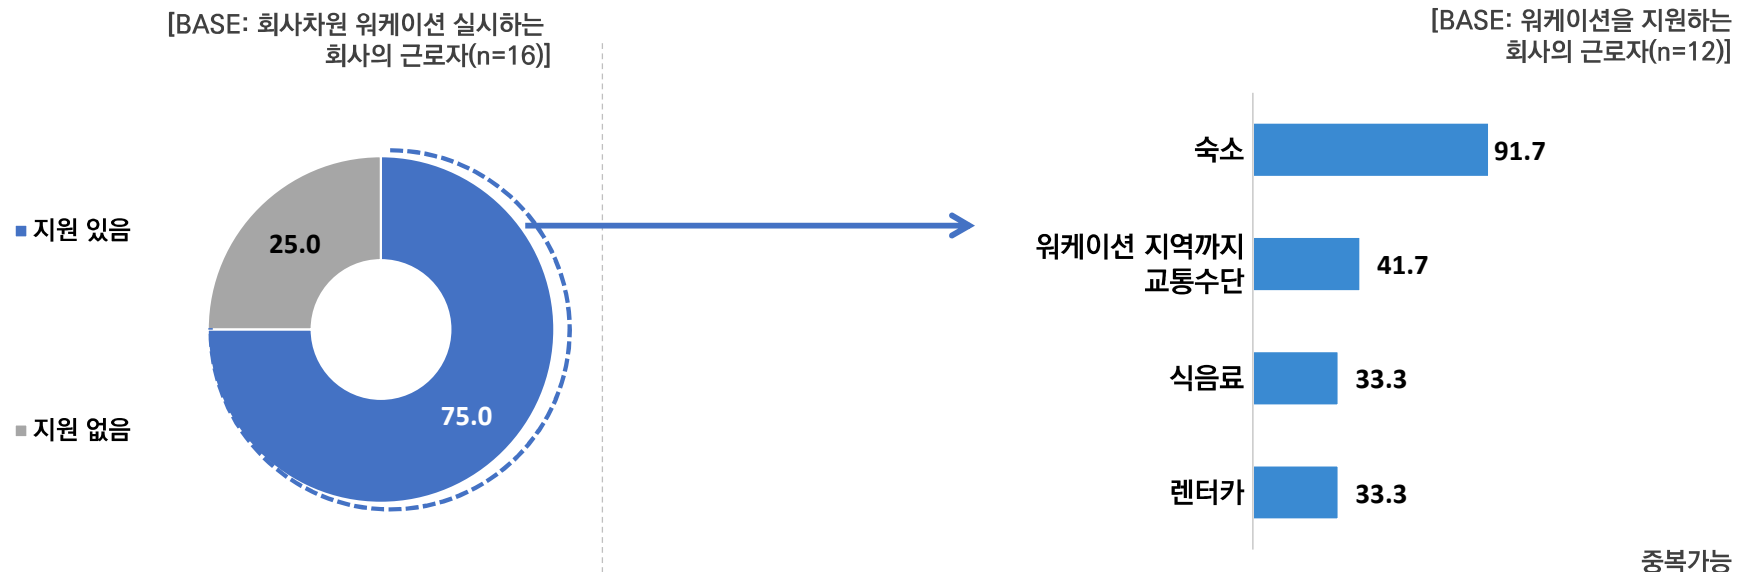 [BASE: 회사차원 워케이션 실시하는
회사의 근로자(n=16)]
지원 있음
지원 없음
25.0
75.0
[BASE: 워케이션을 지원하는
회사의 근로자(n=12)]
숙소
91.7
워케이션 지역까지
교통수단
41.7
식음료
33.3
렌터카
33.3
중복가능